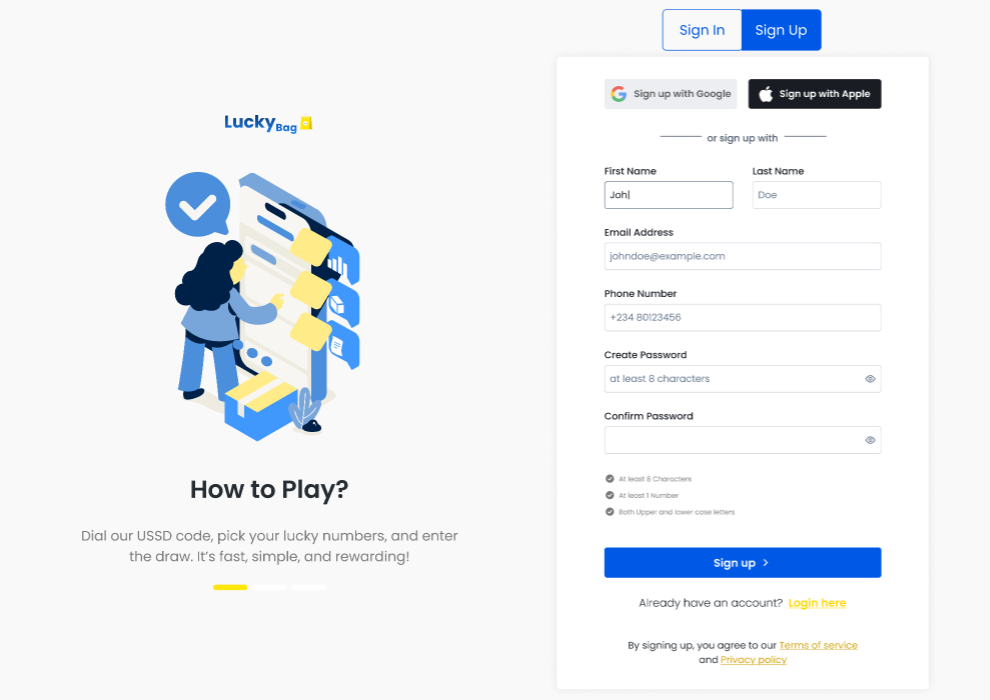 Sign In Sign Up
Sign up with Google Sign up with Apple
LuckyBag
or sign up with
First Name Last Name
Joh Doe
Email Address
johndoe@example.com
Phone Number
+234 80123456
Create Password
at least 8 characters
Confirm Password
At least 8 Characters
At least 1 Number
Both Upper and lower case letters
How to Play?
Dial our USSD code, pick your lucky numbers, and enter
the draw. It's fast, simple, and rewarding!
Sign up >
Already have an account? Login here
By signing up, you agree to our Terms of service
and Privacy policy